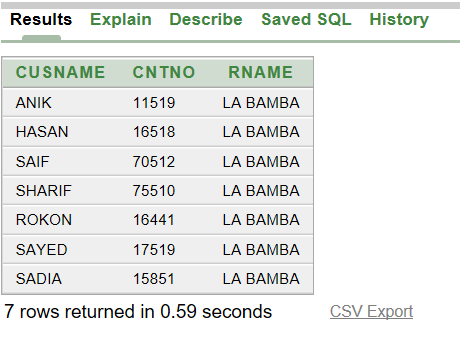 Results Explain Describe Saved SQL History
CUSNAME CNTNO RNAME
ANIK 11519 LA BAMBA
HASAN 16518 LA BAMBA
SAIF 70512 LA BAMBA
SHARIF 75510 LA BAMBA
ROKON 16441 LA BAMBA
SAYED 17519 LA BAMBA
SADIA 15851 LA BAMBA
7 rows returned in 0.59 seconds CSV Export